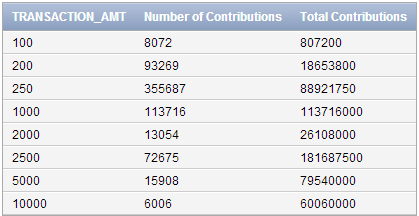 TRANSACTION_AMT Number of Contributions Total Contributions
100 8072 807200
200 93269 18653800
250 355687 88921750
1000 113716 113716000
2000 13054 26108000
2500 72675 181687500
5000 15908 79540000
10000 6006 60060000